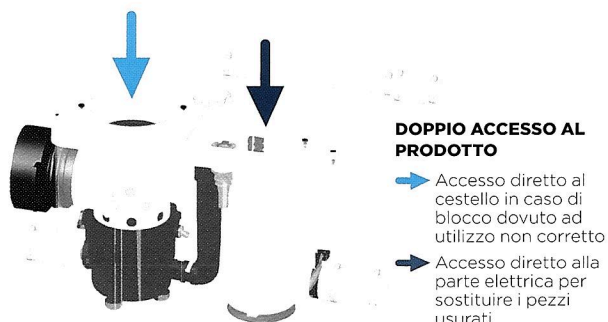 DOPPIO ACCESSO AL
PRODOTTO
Accesso diretto al
cestello in caso di
blocco dovuto ad
utilizzo non corretto
Accesso diretto alla
parte elettrica per
sostituire i pezzi
usurati